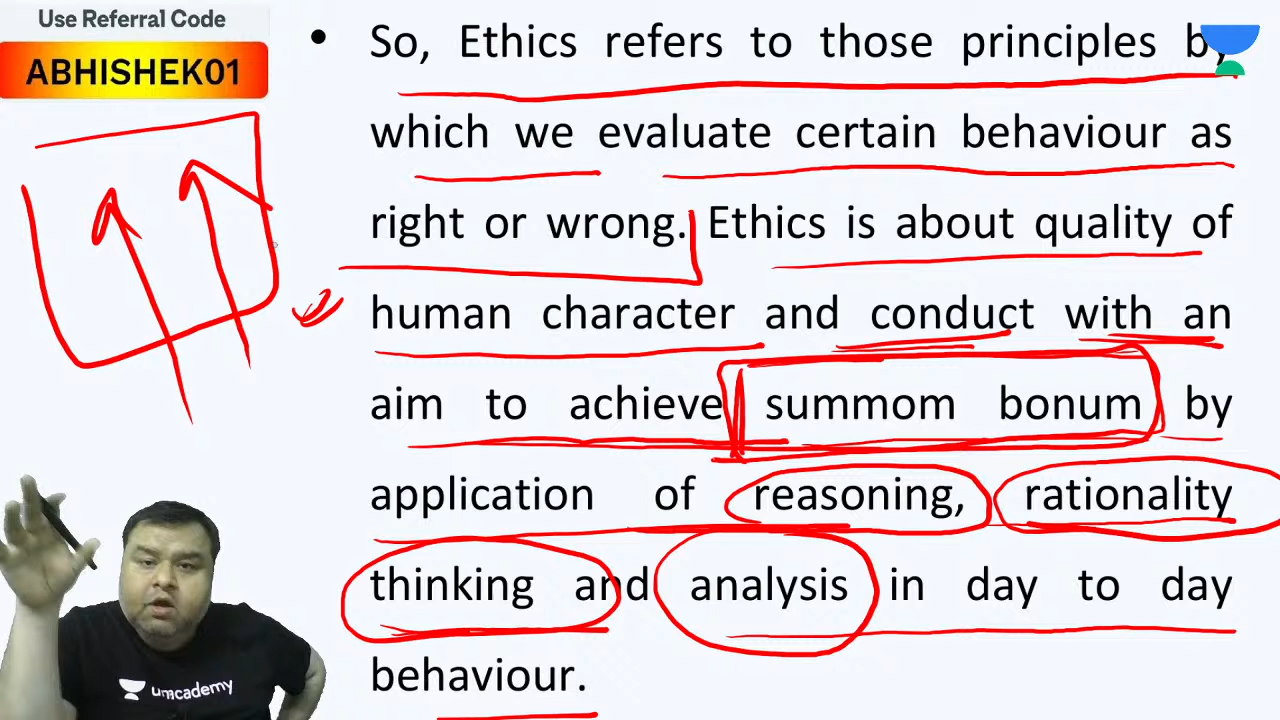 Use Referral Code
ABHISHEK01
• So, Ethics refers to those principles by
which we evaluate certain behaviour as
right or wrong. Ethics is about quality of
human character and conduct with an
aim to achieve summom bonum by
application of reasoning, rationality
thinking and analysis in day to day
behaviour.
unacademy